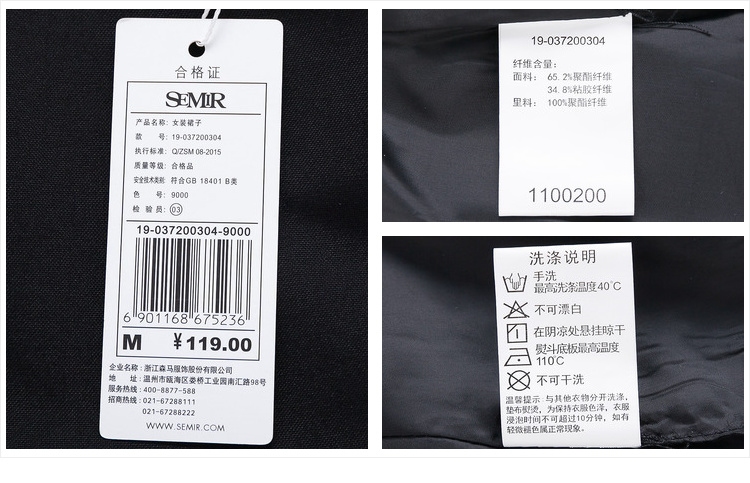 合格证
SEMIR
产品名称: 女装裙子
款 号: 19-037200304
执行标准: Q/ZSM 08-2015
质量等级: 合格品
安全技术类别: 符合GB 18401 B类
色 号: 9000
检 验 员: 03
19-037200304-9000
6 901168 675236
M ¥119.00
企业名称: 浙江森马服饰股份有限公司
地 址: 温州市瓯海区娄桥工业园南汇路98号
服务热线: 400-8877-588
招商热线: 021-67288111
021-67288222
WWW.SEMIR.COM
19-037200304
纤维含量:
面料: 65.2%聚酯纤维
34.8%粘胶纤维
里料: 100%聚酯纤维
1100200
洗涤说明
手洗
最高洗涤温度40℃
不可漂白
在阴凉处悬挂晾干
熨斗底板最高温度
110℃
不可干洗
温馨提示:与其他衣物分开洗涤,
垫布熨烫,为保持衣服色泽,衣服
浸泡时间不可超过10分钟,如有
轻微褪色属正常现象.